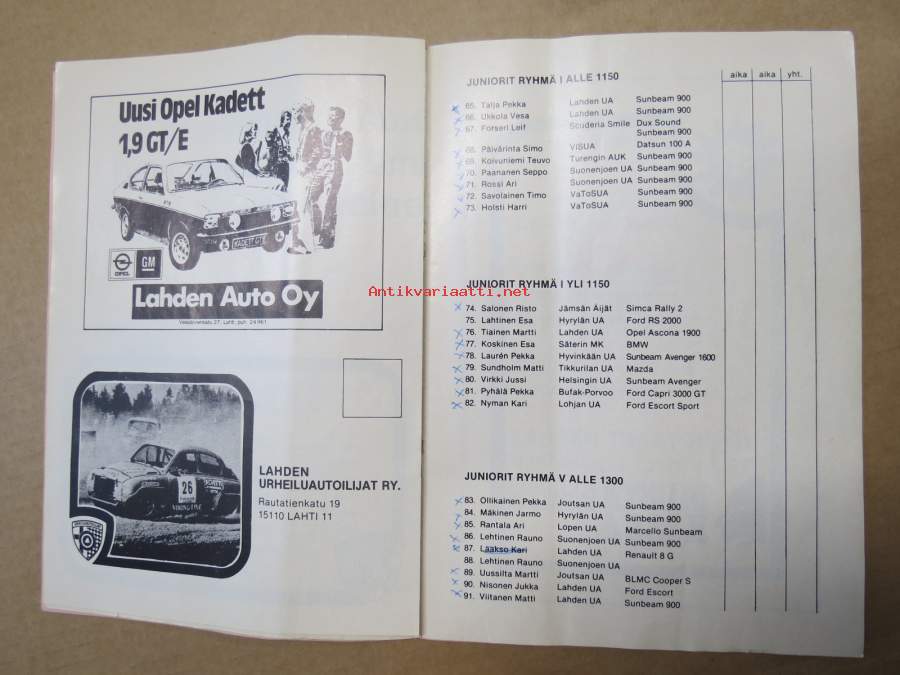 Uusi Opel Kadett
1,9 GT/E
KADETT GT/E
OPEL
GM
Lahden Auto Oy
Vesijärvenkatu 27, Lahti, puh. 24 961
26
LAHDEN
URHEILUAUTOILIJAT RY.
Rautatienkatu 19
15110 LAHTI 11
Antikvariaatti.net
JUNIORIT RYHMÄ I ALLE 1150
aika aika yht.
65. Talja Pekka Lahden UA Sunbeam 900
66. Ukkola Vesa Lahden UA Sunbeam 900
67. Forsell Leif Scuderia Smile Dux Sound
Sunbeam 900
68. Päivärinta Simo ViSUA Datsun 100 A
69. Koivuniemi Teuvo Turengin AUK Sunbeam 900
70. Paananen Seppo Suonenjoen UA Sunbeam 900
71. Rossi Ari Suonenjoen UA Sunbeam 900
72. Savolainen Timo VaToSUA Sunbeam 900
73. Holsti Harri VaToSUA Sunbeam 900
JUNIORIT RYHMÄ I YLI 1150
74. Salonen Risto Jämsän Äijät Simca Rally 2
75. Lahtinen Esa Hyrylän UA Ford RS 2000
76. Tiainen Martti Lahden UA Opel Ascona 1900
77. Koskinen Esa Säterin MK BMW
78. Laurén Pekka Hyvinkään UA Sunbeam Avenger 1600
79. Sundholm Matti Tikkurilan UA Mazda
80. Virkki Jussi Helsingin UA Sunbeam Avenger
81. Pyhälä Pekka Bufak-Porvoo Ford Capri 3000 GT
82. Nyman Kari Lohjan UA Ford Escort Sport
JUNIORIT RYHMÄ V ALLE 1300
83. Ollikainen Pekka Joutsan UA Sunbeam 900
84. Mäkinen Jarmo Hyrylän UA Sunbeam 900
85. Rantala Ari Lopen UA Marcello Sunbeam
86. Lehtinen Rauno Suonenjoen UA Sunbeam 900
87. Laakso Kari Lahden UA Renault 8 G
88. Lehtinen Rauno Suonenjoen UA
89. Uussilta Martti Joutsan UA BLMC Cooper S
90. Nisonen Jukka Lahden UA Ford Escort
91. Viitanen Matti Lahden UA Sunbeam 900